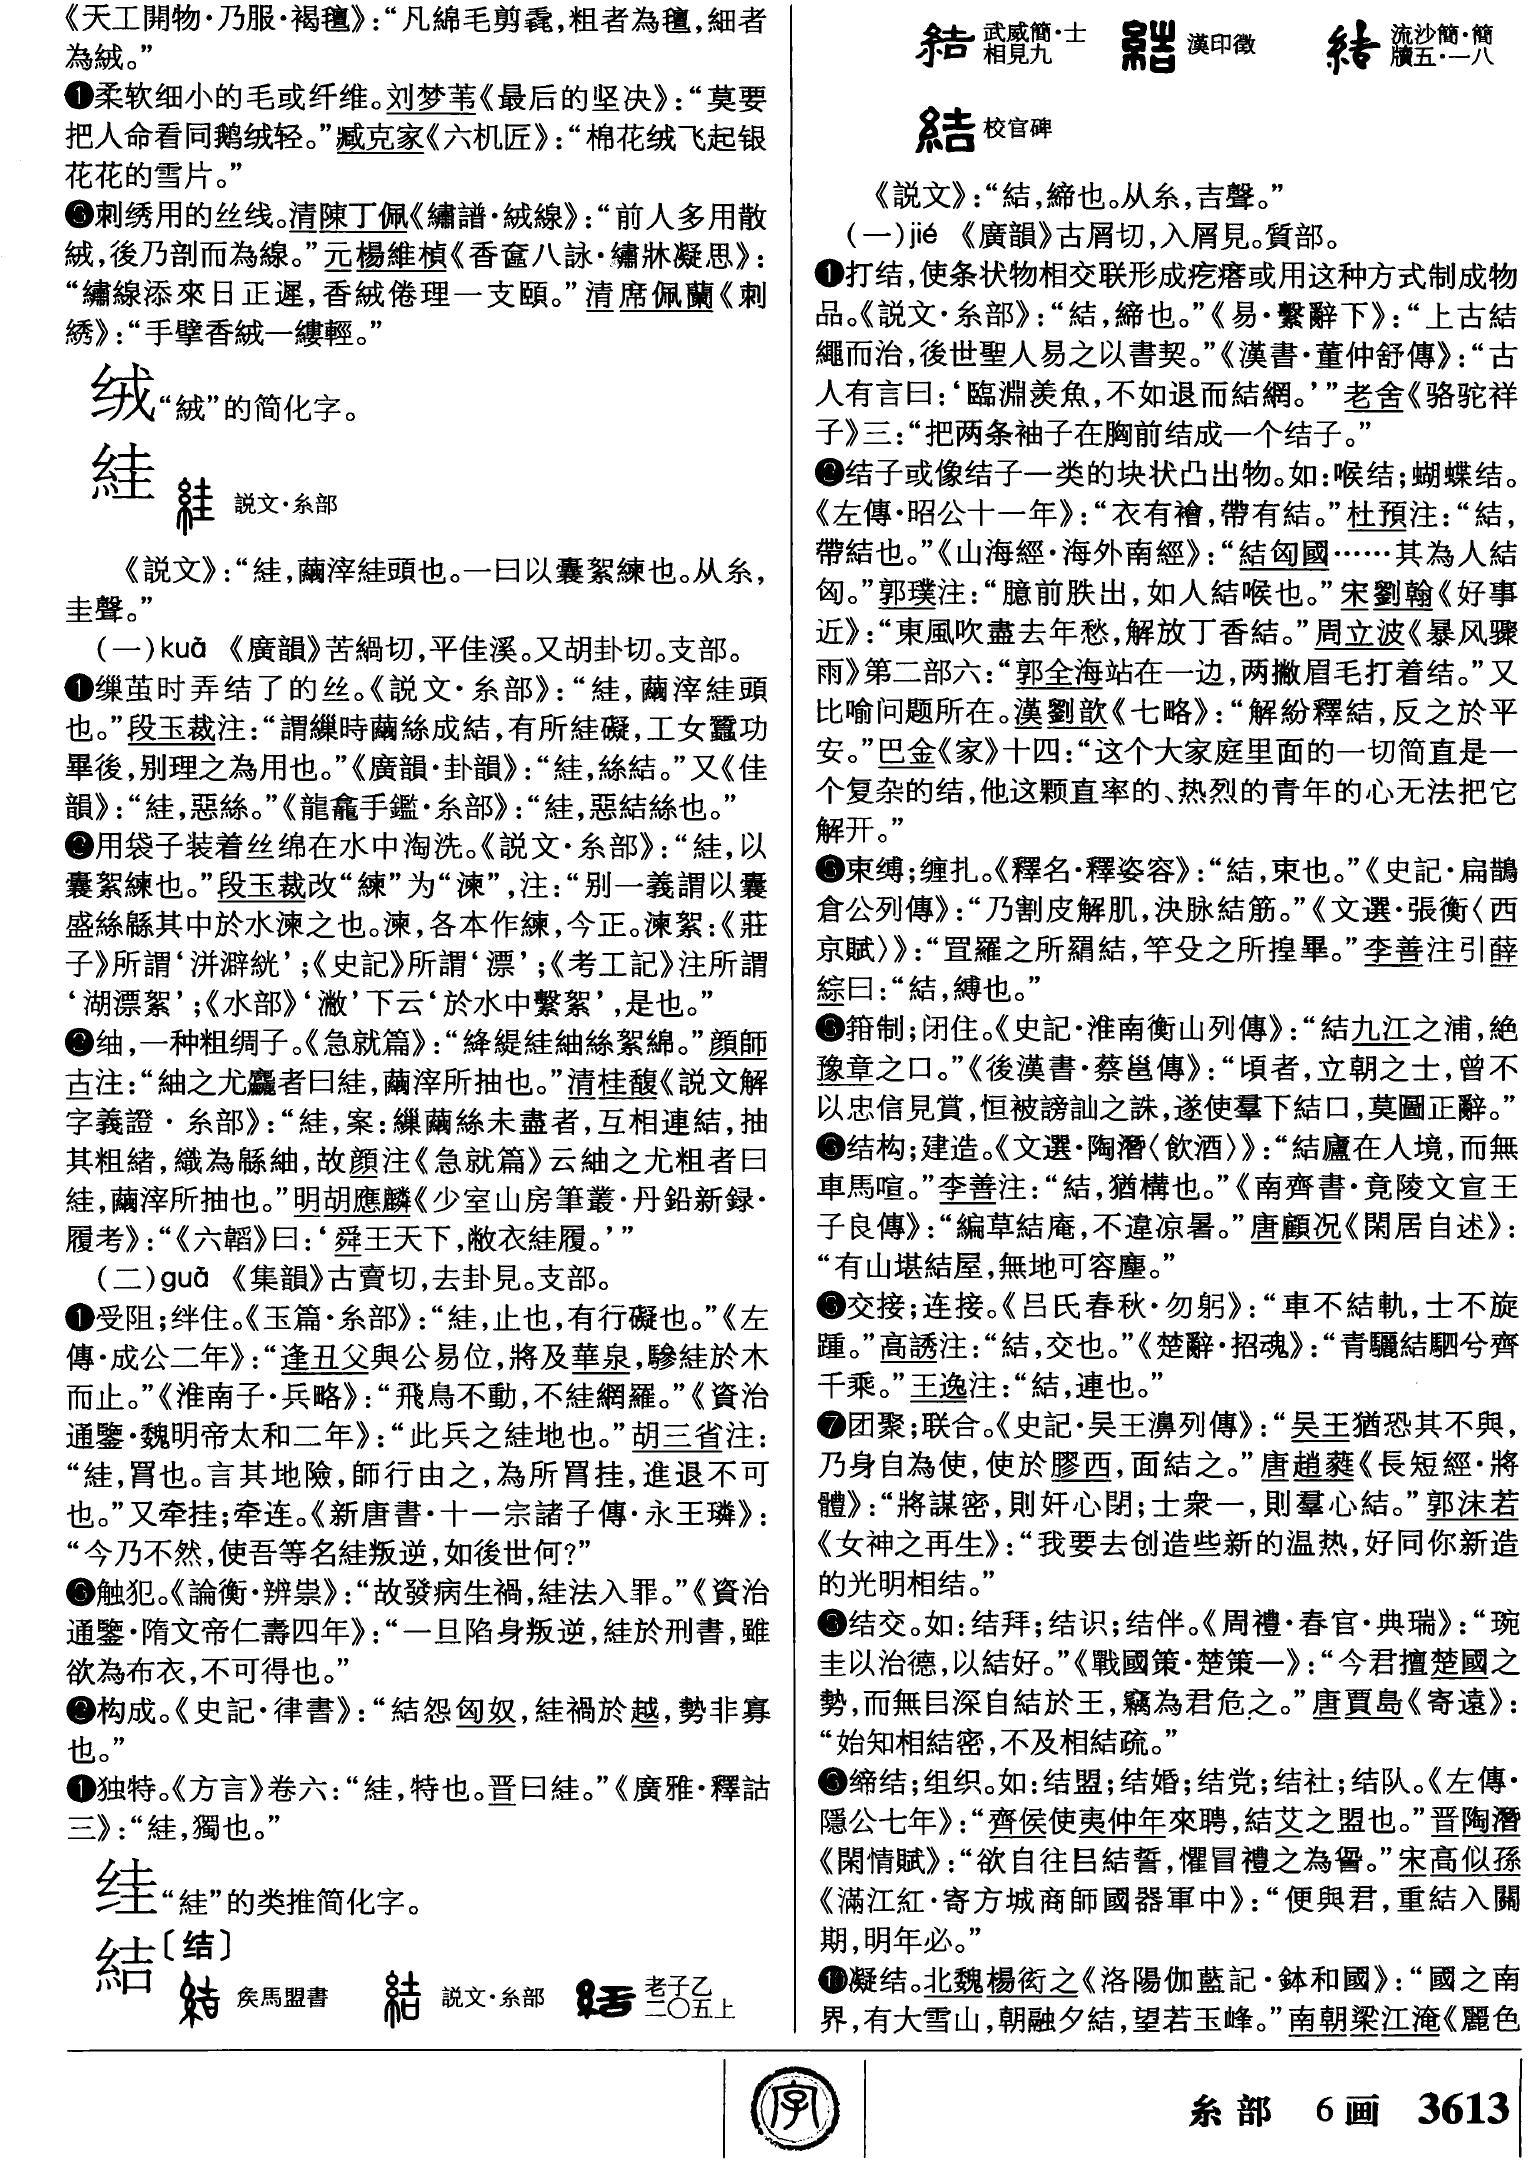 《天工開物·乃服·褐氊》：“凡綿毛剪毳，粗者為氊，細者
為絨。”
❶柔软细小的毛或纤维。刘梦苇《最后的坚决》：“莫要
把人命看同鹅绒轻。”臧克家《六机匠》：“棉花绒飞起银
花花的雪片。”
❸刺绣用的丝线。清陳丁佩《繡譜·絨線》：“前人多用散
絨，後乃剖而為線。”元楊維楨《香奩八詠·繡牀凝思》：
“繡線添來日正遲，香絨倦理一支頤。”清席佩蘭《刺
綉》：“手擘香絨一縷輕。”
绒“絨”的简化字。
絓 絓 説文·糸部
《説文》：“絓，繭滓絓頭也。一曰以囊絮練也。从糸，
圭聲。”
（一）kuā 《廣韻》苦緺切，平佳溪。又胡卦切。支部。
❶缫茧时弄结了的丝。《説文·糸部》：“絓，繭滓絓頭
也。”段玉裁注：“謂繅時繭絲成結，有所絓礙，工女蠶功
畢後，别理之為用也。”《廣韻·卦韻》：“絓，絲結。”又《佳
韻》：“絓，惡絲。”《龍龕手鑑·糸部》：“絓，惡結絲也。”
❷用袋子装着丝绵在水中淘洗。《説文·糸部》：“絓，以
囊絮練也。”段玉裁改“練”为“湅”，注：“别一義謂以囊
盛絲緜其中於水湅之也。湅，各本作練，今正。湅絮：《莊
子》所謂‘洴澼絖’；《史記》所謂‘漂’；《考工記》注所謂
‘湖漂絮’；《水部》‘潎’下云‘於水中繫絮’，是也。”
❷䌷，一种粗绸子。《急就篇》：“絳緹絓紬絲絮綿。”顔師
古注：“紬之尤麤者曰絓，繭滓所抽也。”清桂馥《説文解
字義證·糸部》：“絓，案：繅繭絲未盡者，互相連結，抽
其粗緒，織為緜紬，故顔注《急就篇》云紬之尤粗者曰
絓，繭滓所抽也。”明胡應麟《少室山房筆叢·丹鉛新録·
履考》：“《六韜》曰：‘舜王天下，敝衣絓履。’”
（二）guà 《集韻》古賣切，去卦見。支部。
❶受阻；绊住。《玉篇·糸部》：“絓，止也，有行礙也。”《左
傳·成公二年》：“逢丑父與公易位，將及華泉，驂絓於木
而止。”《淮南子·兵略》：“飛鳥不動，不絓網羅。”《資治
通鑒·魏明帝太和二年》：“此兵之絓地也。”胡三省注：
“絓，罥也。言其地險，師行由之，為所罥挂，進退不可
也。”又牵挂；牵连。《新唐書·十一宗諸子傳·永王璘》：
“今乃不然，使吾等名絓叛逆，如後世何？”
❸触犯。《論衡·辨祟》：“故發病生禍，絓法入罪。”《資治
通鑒·隋文帝仁壽四年》：“一旦陷身叛逆，絓於刑書，雖
欲為布衣，不可得也。”
❷构成。《史記·律書》：“結怨匈奴，絓禍於越，勢非寡
也。”
❶独特。《方言》卷六：“絓，特也。晋曰絓。”《廣雅·釋詁
三》：“絓，獨也。”
𬘡“絓”的类推简化字。
結〔结〕
結 矦馬盟書 結 説文·糸部 結 老子乙二〇五上
結 武威簡·士相見九 結 漢印徵 結 流沙簡·簡牘五·一八
結 校官碑
《説文》：“結，締也。从糸，吉聲。”
（一）jié 《廣韻》古屑切，入屑見。質部。
❶打结，使条状物相交联形成疙瘩或用这种方式制成物
品。《説文·糸部》：“結，締也。”《易·繫辭下》：“上古結
繩而治，後世聖人易之以書契。”《漢書·董仲舒傳》：“古
人有言曰：‘臨淵羡魚，不如退而結網。’”老舍《骆驼祥
子》三：“把两条袖子在胸前结成一个结子。”
❷结子或像结子一类的块状凸出物。如：喉结；蝴蝶结。
《左傳·昭公十一年》：“衣有襘，帶有結。”杜預注：“結，
帶結也。”《山海經·海外南經》：“結匈國……其為人結
匈。”郭璞注：“臆前胅出，如人結喉也。”宋劉翰《好事
近》：“東風吹盡去年愁，解放丁香結。”周立波《暴风骤
雨》第二部六：“郭全海站在一边，两撇眉毛打着结。”又
比喻问题所在。漢劉歆《七略》：“解紛釋結，反之於平
安。”巴金《家》十四：“这个大家庭里面的一切简直是一
个复杂的结，他这颗直率的、热烈的青年的心无法把它
解开。”
❸束缚；缠扎。《釋名·釋姿容》：“結，束也。”《史記·扁鵲
倉公列傳》：“乃割皮解肌，決脉結筋。”《文選·張衡〈西
京賦〉》：“罝羅之所羂結，竿殳之所揘畢。”李善注引薛
綜曰：“結，縛也。”
❸箝制；闭住。《史記·淮南衡山列傳》：“結九江之浦，絶
豫章之口。”《後漢書·蔡邕傳》：“頃者，立朝之士，曾不
以忠信見賞，恒被謗訕之誅，遂使羣下結口，莫圖正辭。”
❸结构；建造。《文選·陶潛〈飲酒〉》：“結廬在人境，而無
車馬喧。”李善注：“結，猶構也。”《南齊書·竟陵文宣王
子良傳》：“編草結庵，不違凉暑。”唐顧况《閑居自述》：
“有山堪結屋，無地可容塵。”
❸交接；连接。《吕氏春秋·勿躬》：“車不結軌，士不旋
踵。”高誘注：“結，交也。”《楚辭·招魂》：“青驪結駟兮齊
千乘。”王逸注：“結，連也。”
❼团聚；联合。《史記·吴王濞列傳》：“吴王猶恐其不與，
乃身自為使，使於膠西，面結之。”唐趙蕤《長短經·將
體》：“將謀密，則奸心閉；士衆一，則羣心結。”郭沫若
《女神之再生》：“我要去创造些新的温热，好同你新造
的光明相结。”
❸结交。如：结拜；结识；结伴。《周禮·春官·典瑞》：“琬
圭以治德，以結好。”《戰國策·楚策一》：“今君擅楚國之
勢，而無㠯深自結於王，竊為君危之。”唐賈島《寄遠》：
“始知相結密，不及相結疏。”
❸缔结；组织。如：结盟；结婚；结党；结社；结队。《左傳·
隱公七年》：“齊侯使夷仲年來聘，結艾之盟也。”晋陶潛
《閑情賦》：“欲自往㠯結誓，懼冒禮之為諐。”宋高似孫
《滿江紅·寄方城商師國器軍中》：“便與君，重結入關
期，明年必。”
❿凝结。北魏楊衒之《洛陽伽藍記·鉢和國》：“國之南
界，有大雪山，朝融夕結，望若玉峰。”南朝梁江淹《麗色
字
糸部 6画 3613